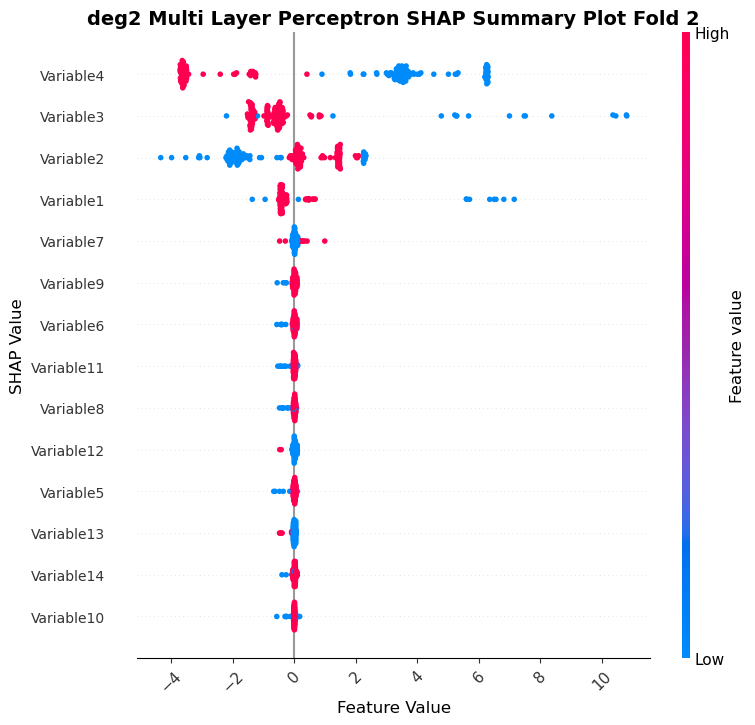 deg2 Multi Layer Perceptron SHAP Summary Plot Fold 2
High
Variable4
Variable3
Variable2
Variable1
Variable7
Variable9
Variable6
Variable11
Variable8
Variable12
Variable5
Variable13
Variable14
Variable10
SHAP Value
Feature value
Low
−4 −2 0 2 4 6 8 10
Feature Value